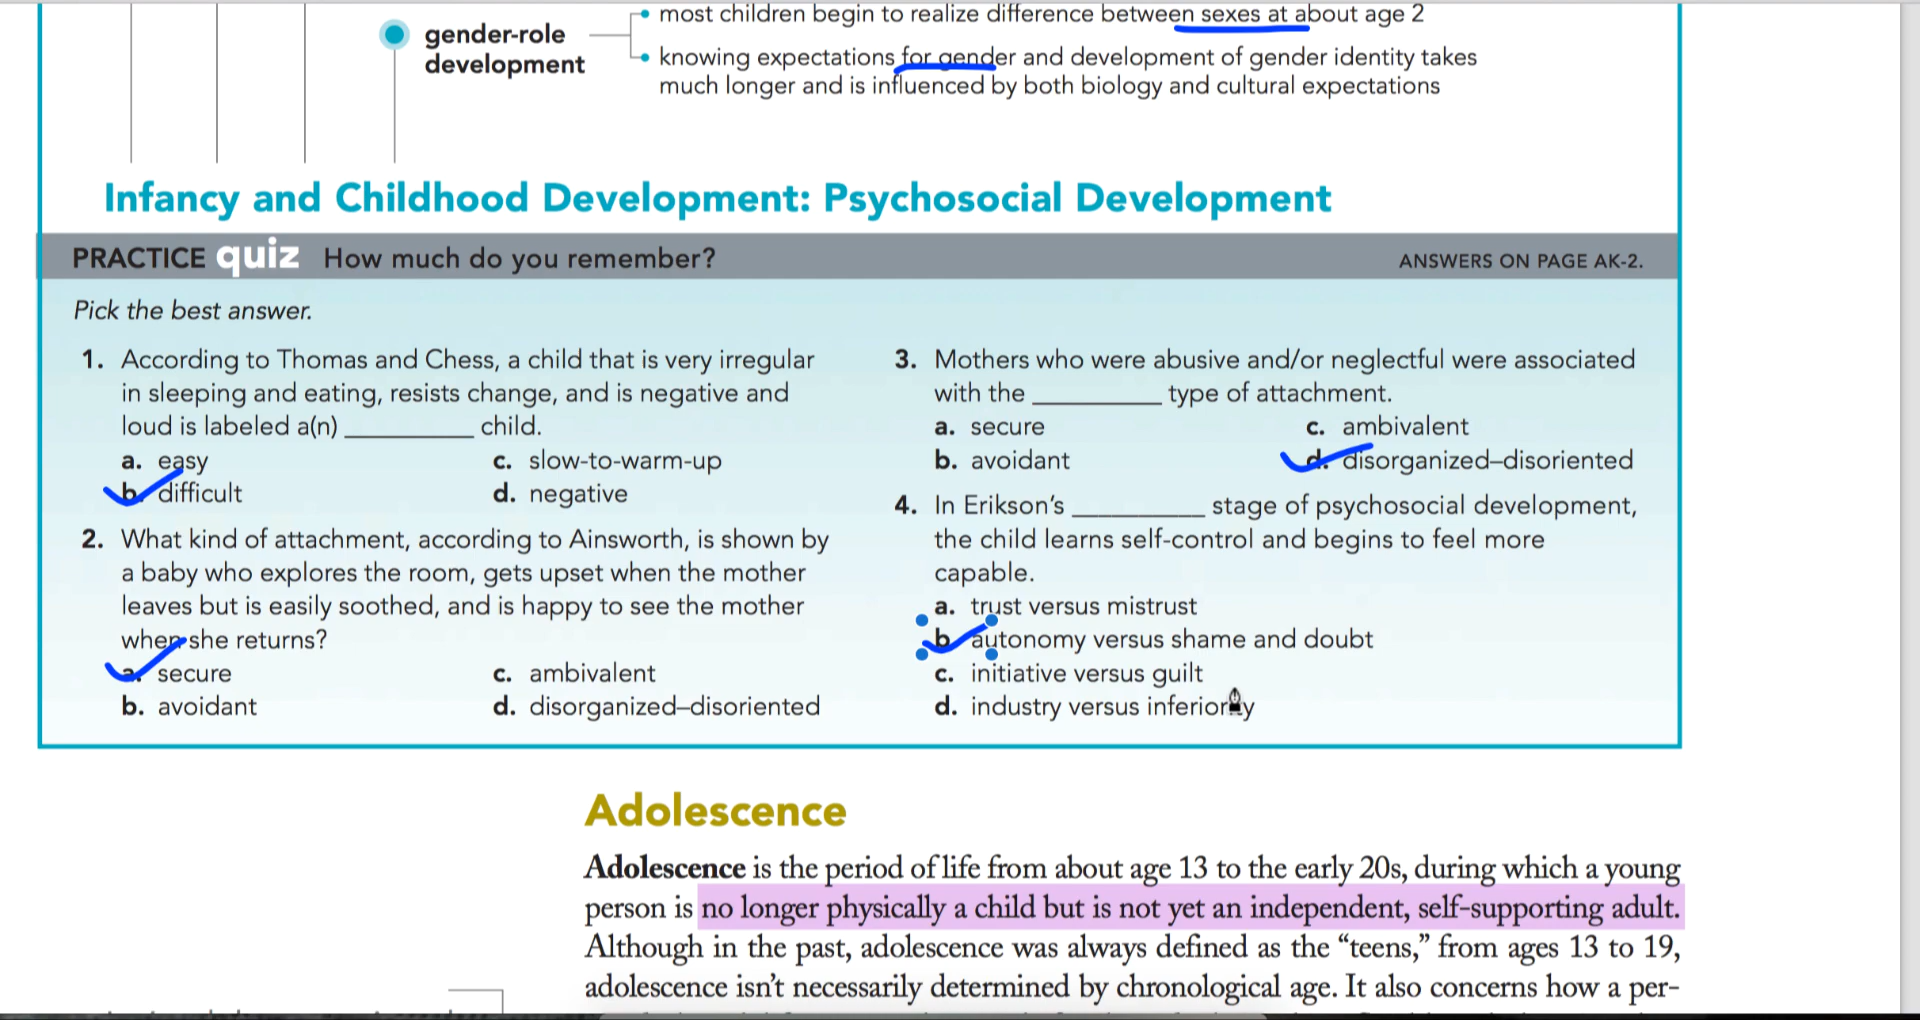 most children begin to realize difference between sexes at about age 2
gender-role
development
knowing expectations for gender and development of gender identity takes
much longer and is influenced by both biology and cultural expectations
Infancy and Childhood Development: Psychosocial Development
PRACTICE quiz How much do you remember?
ANSWERS ON PAGE AK-2.
Pick the best answer.
1. According to Thomas and Chess, a child that is very irregular
in sleeping and eating, resists change, and is negative and
loud is labeled a(n) __________ child.
a. easy
b. difficult
c. slow-to-warm-up
d. negative
2. What kind of attachment, according to Ainsworth, is shown by
a baby who explores the room, gets upset when the mother
leaves but is easily soothed, and is happy to see the mother
when she returns?
a. secure
b. avoidant
c. ambivalent
d. disorganized–disoriented
3. Mothers who were abusive and/or neglectful were associated
with the __________ type of attachment.
a. secure
b. avoidant
c. ambivalent
d. disorganized–disoriented
4. In Erikson's __________ stage of psychosocial development,
the child learns self-control and begins to feel more
capable.
a. trust versus mistrust
b. autonomy versus shame and doubt
c. initiative versus guilt
d. industry versus inferiority
Adolescence
Adolescence is the period of life from about age 13 to the early 20s, during which a young
person is no longer physically a child but is not yet an independent, self-supporting adult.
Although in the past, adolescence was always defined as the “teens,” from ages 13 to 19,
adolescence isn't necessarily determined by chronological age. It also concerns how a per-